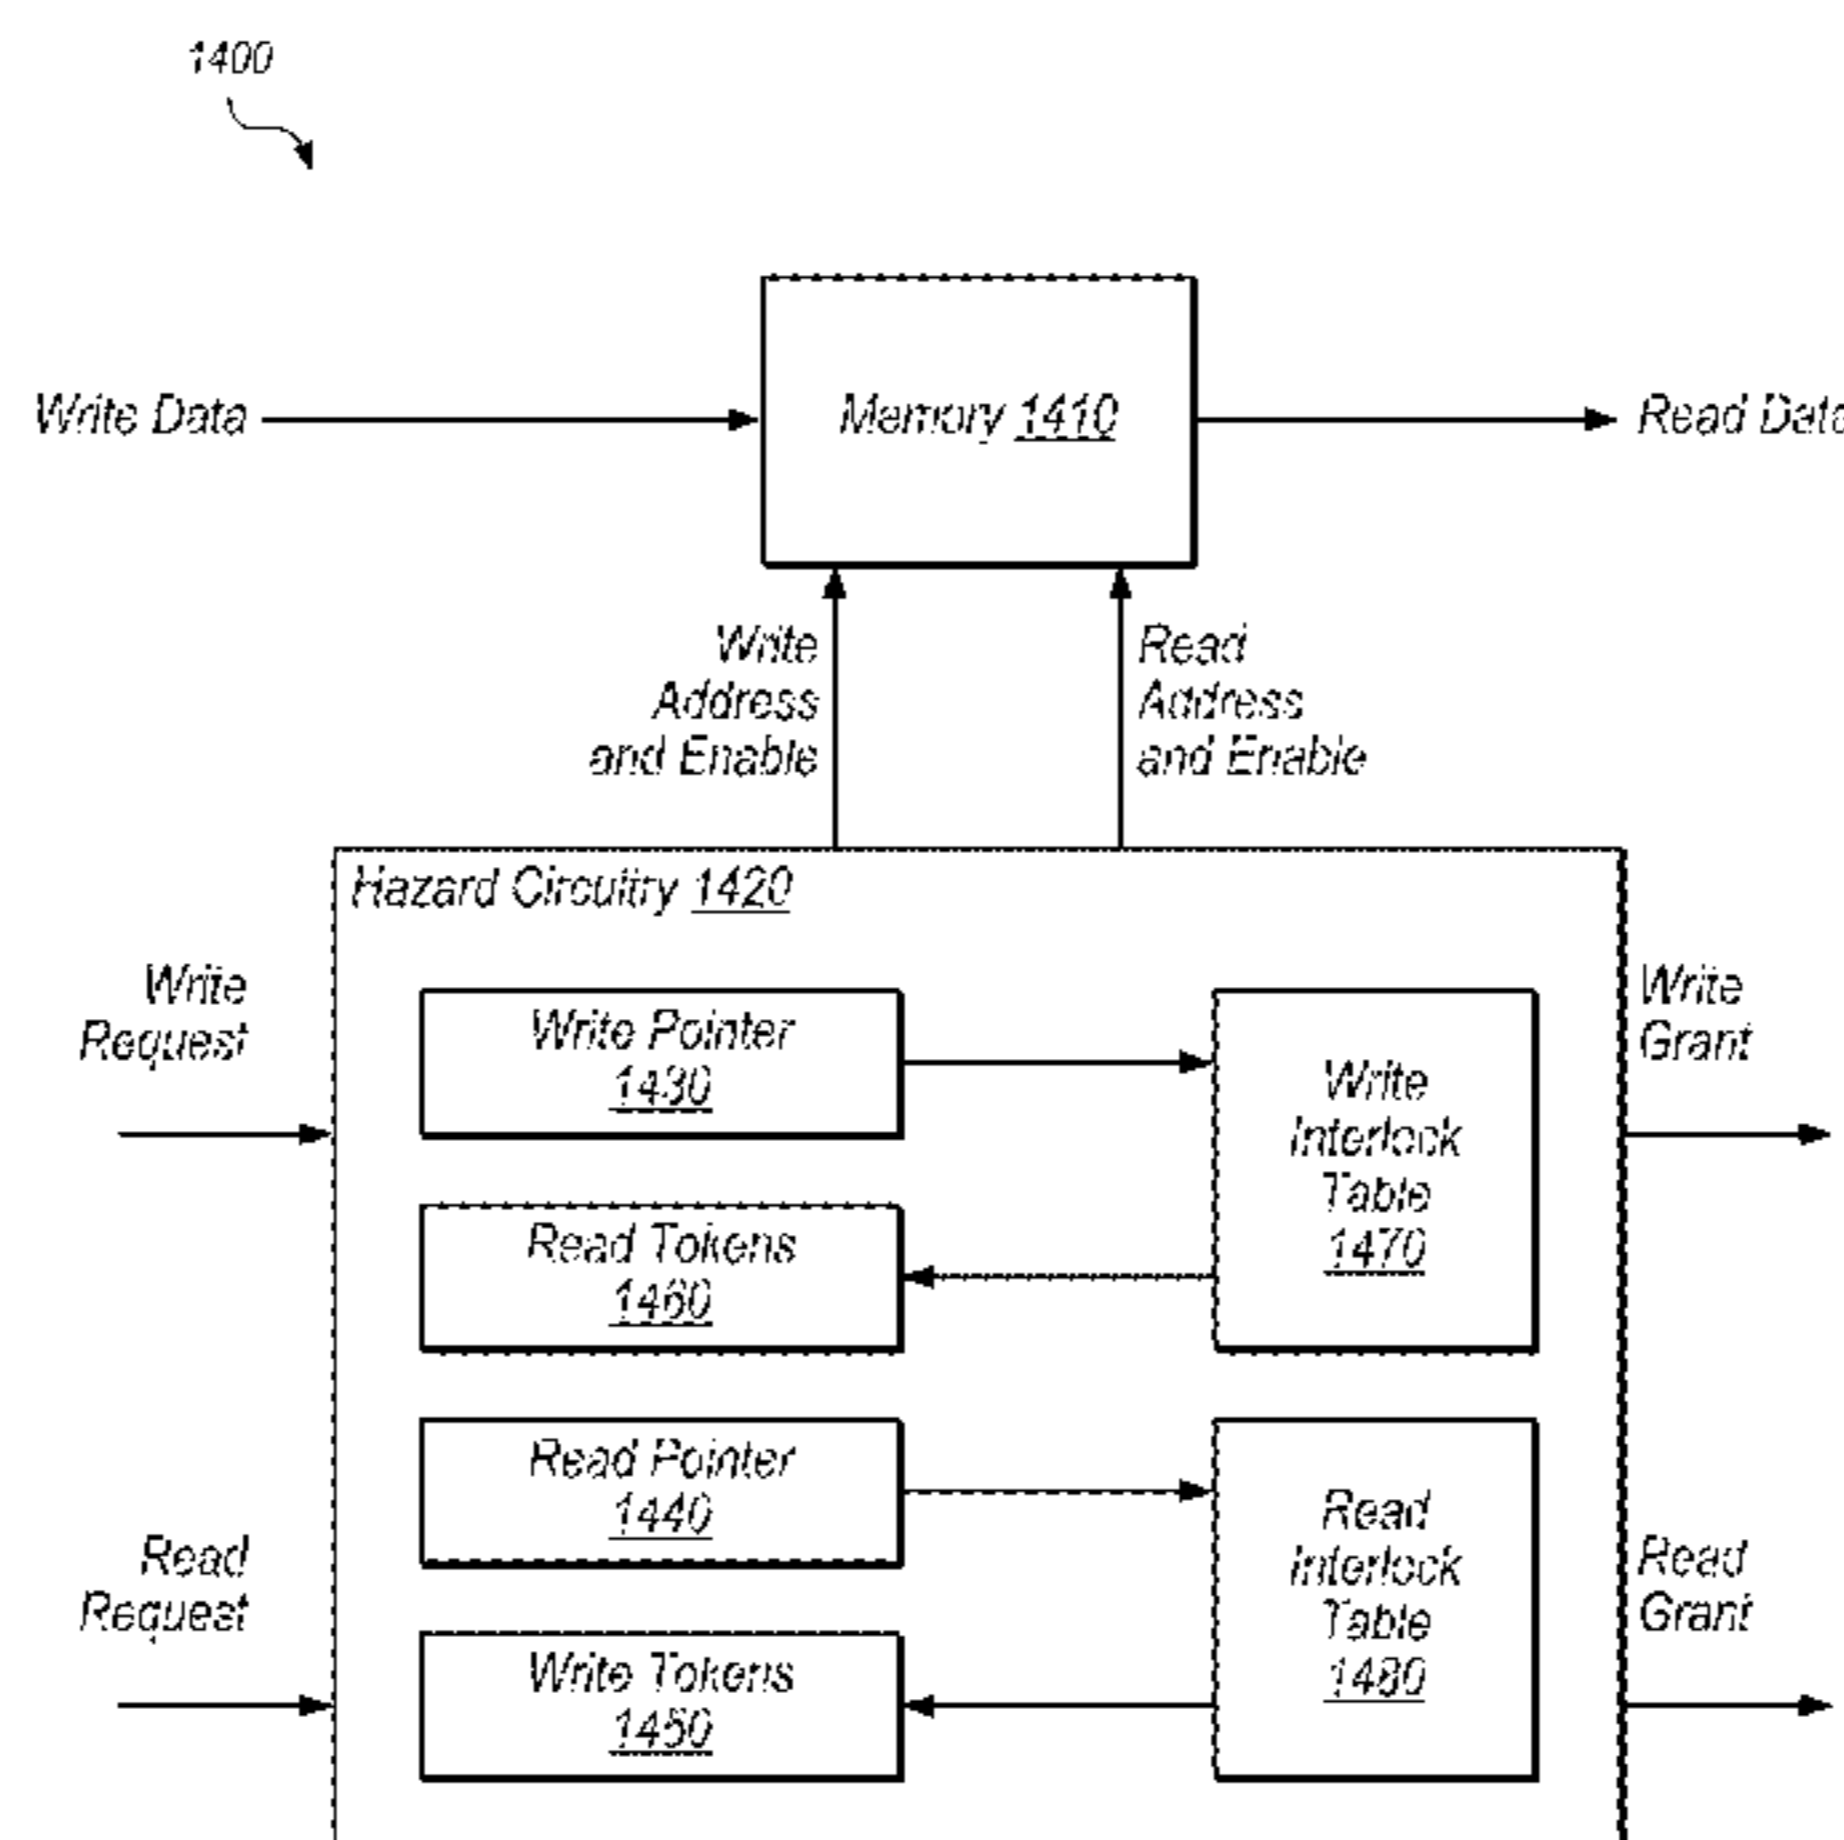 1400
Write Data
Memory 1410
Read Data
Write
Address
and Enable
Read
Address
and Enable
Hazard Circuitry 1420
Write
Request
Write Pointer
1430
Write
Interlock
Table
1470
Write
Grant
Read Tokens
1460
Read
Request
Read Pointer
1440
Read
Interlock
Table
1480
Read
Grant
Write Tokens
1450